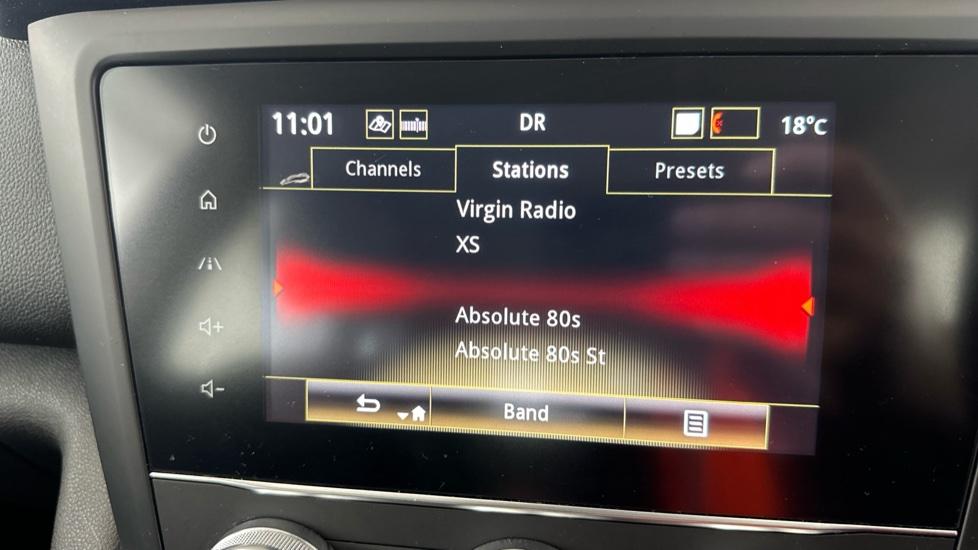 11:01 DR 18°C
Channels Stations Presets
Virgin Radio
XS
Absolute 80s
Absolute 80s St
Band